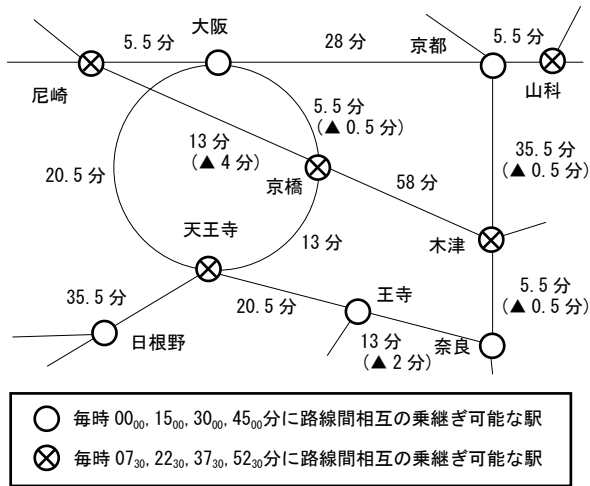 大阪
5.5 分
28 分
京都
5.5 分
尼崎
山科
5.5 分
(▲ 0.5 分)
13 分
(▲ 4 分)
35.5 分
(▲ 0.5 分)
20.5 分
京橋
58 分
天王寺
13 分
木津
35.5 分
20.5 分
王寺
5.5 分
(▲ 0.5 分)
日根野
13 分
(▲ 2 分)
奈良
毎時 00₀₀, 15₀₀, 30₀₀, 45₀₀分に路線間相互の乗継ぎ可能な駅
毎時 07₃₀, 22₃₀, 37₃₀, 52₃₀分に路線間相互の乗継ぎ可能な駅